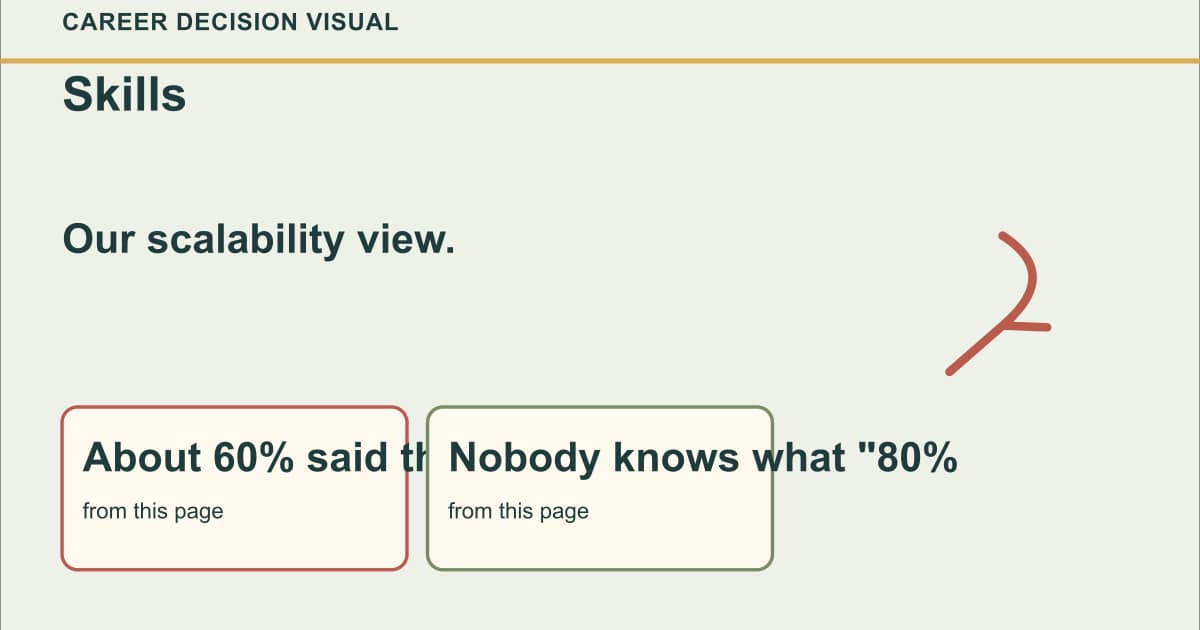 CAREER DECISION VISUAL
Skills
Our scalability view.
About 60% said
from this page
Nobody knows what "80%
from this page